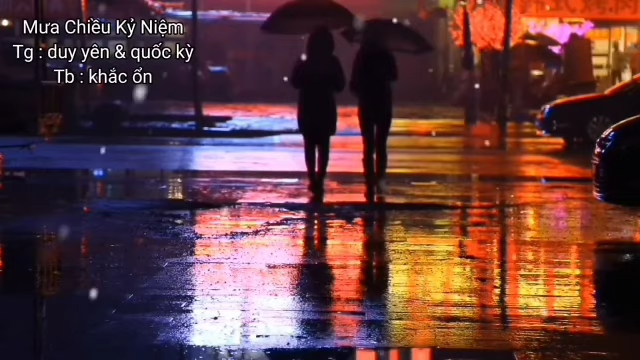 Mưa Chiều Kỷ Niệm
Tg : duy yên & quốc kỳ
Tb : khắc ổn